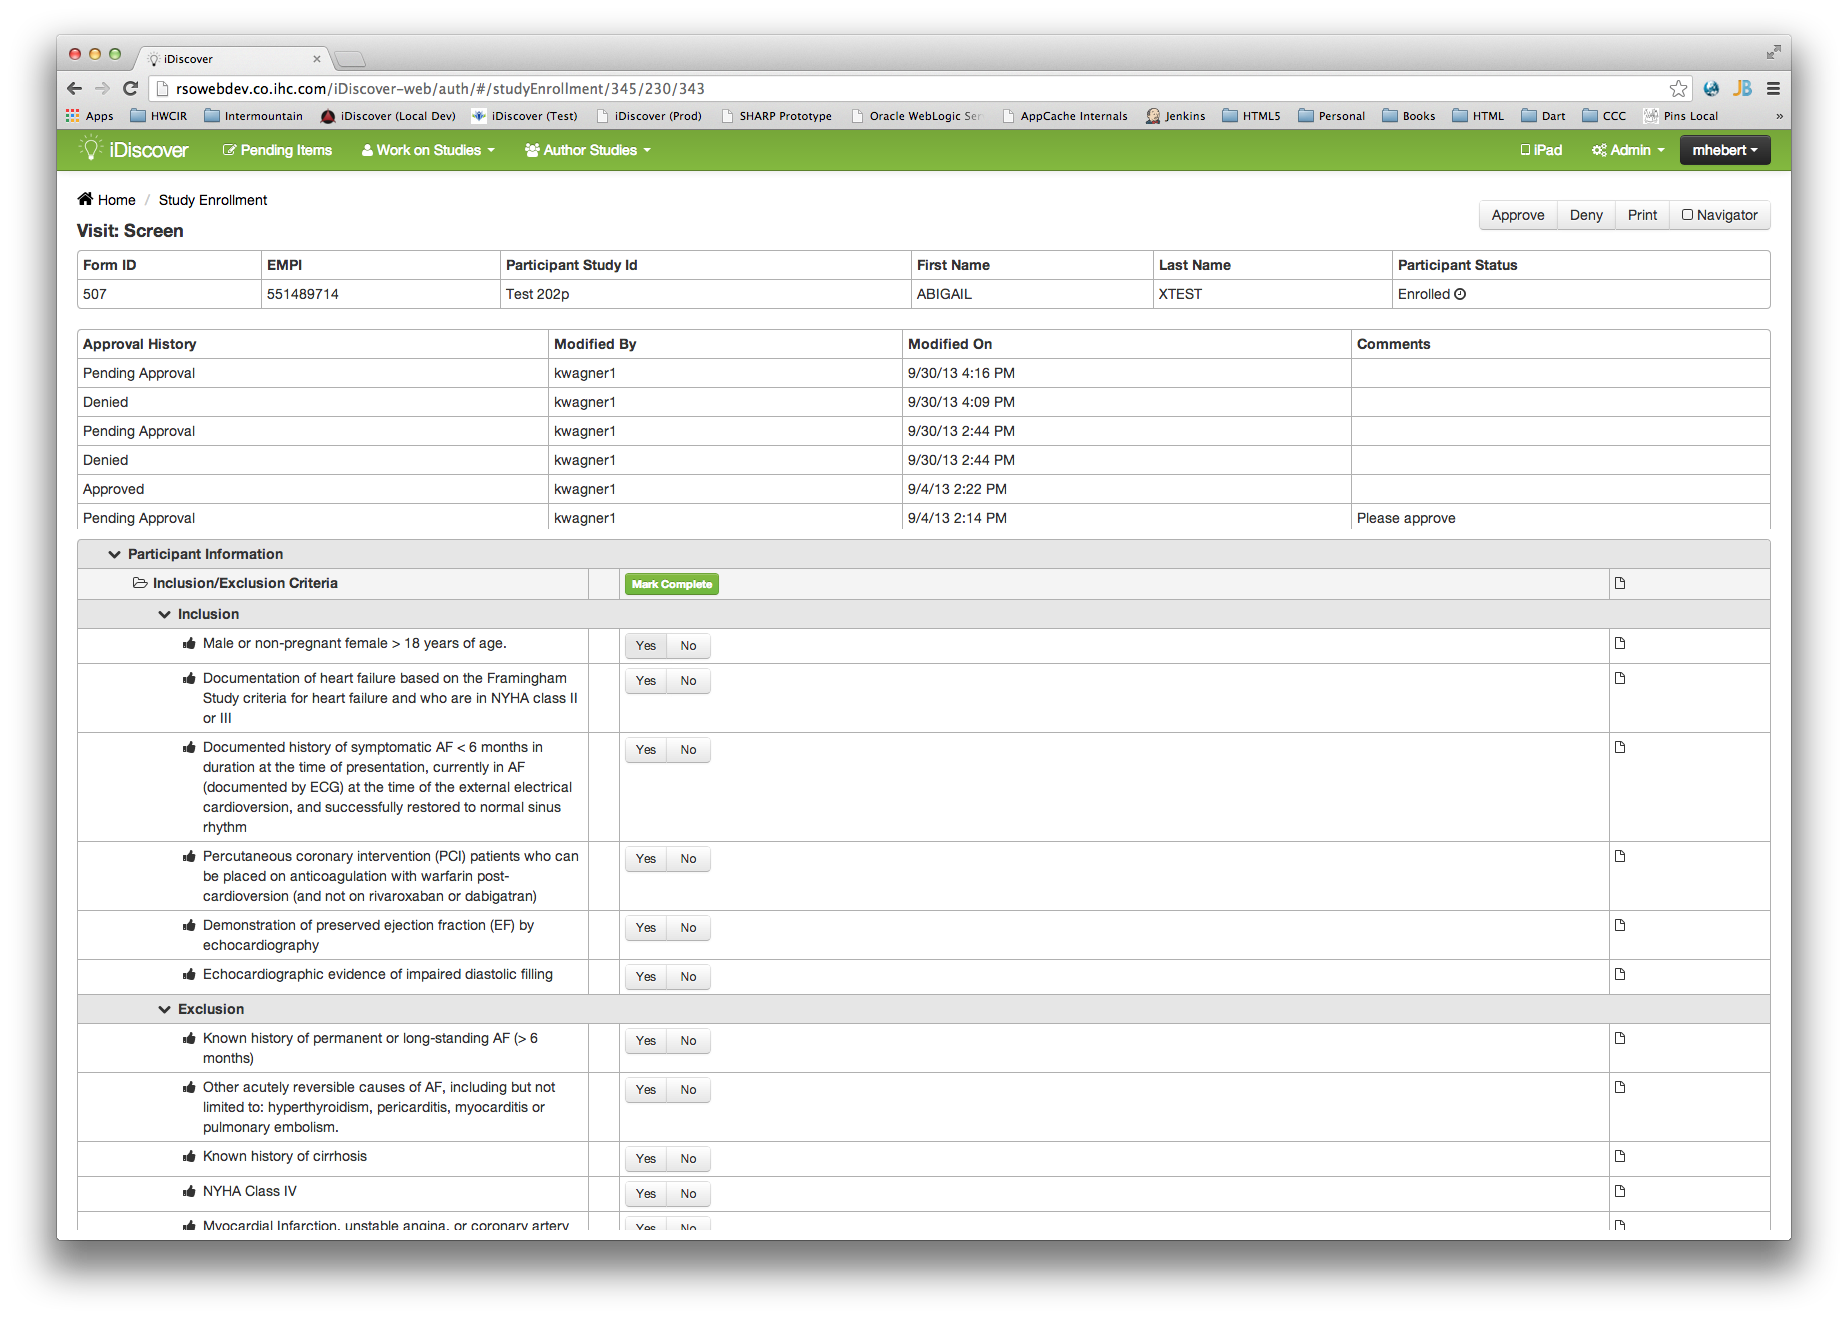 iDiscover
rsowebdev.co.ihc.com/iDiscover-web/auth/#/studyEnrollment/345/230/343
JB
Apps HWCIR Intermountain iDiscover (Local Dev) iDiscover (Test) iDiscover (Prod) SHARP Prototype Oracle WebLogic Ser AppCache Internals Jenkins HTML5 Personal Books HTML Dart CCC Pins Local »
iDiscover Pending Items Work on Studies Author Studies iPad Admin mhebert
Home / Study Enrollment
Approve Deny Print Navigator
Visit: Screen
Form ID EMPI Participant Study Id First Name Last Name Participant Status
507 551489714 Test 202p ABIGAIL XTEST Enrolled
Approval History Modified By Modified On Comments
Pending Approval kwagner1 9/30/13 4:16 PM
Denied kwagner1 9/30/13 4:09 PM
Pending Approval kwagner1 9/30/13 2:44 PM
Denied kwagner1 9/30/13 2:44 PM
Approved kwagner1 9/4/13 2:22 PM
Pending Approval kwagner1 9/4/13 2:14 PM Please approve
Participant Information
Inclusion/Exclusion Criteria Mark Complete
Inclusion
Male or non-pregnant female > 18 years of age. Yes No
Documentation of heart failure based on the Framingham Yes No
Study criteria for heart failure and who are in NYHA class II
or III
Documented history of symptomatic AF < 6 months in Yes No
duration at the time of presentation, currently in AF
(documented by ECG) at the time of the external electrical
cardioversion, and successfully restored to normal sinus
rhythm
Percutaneous coronary intervention (PCI) patients who can Yes No
be placed on anticoagulation with warfarin post-
cardioversion (and not on rivaroxaban or dabigatran)
Demonstration of preserved ejection fraction (EF) by Yes No
echocardiography
Echocardiographic evidence of impaired diastolic filling Yes No
Exclusion
Known history of permanent or long-standing AF (> 6 Yes No
months)
Other acutely reversible causes of AF, including but not Yes No
limited to: hyperthyroidism, pericarditis, myocarditis or
pulmonary embolism.
Known history of cirrhosis Yes No
NYHA Class IV Yes No
Myocardial Infarction, unstable angina, or coronary artery Yes No